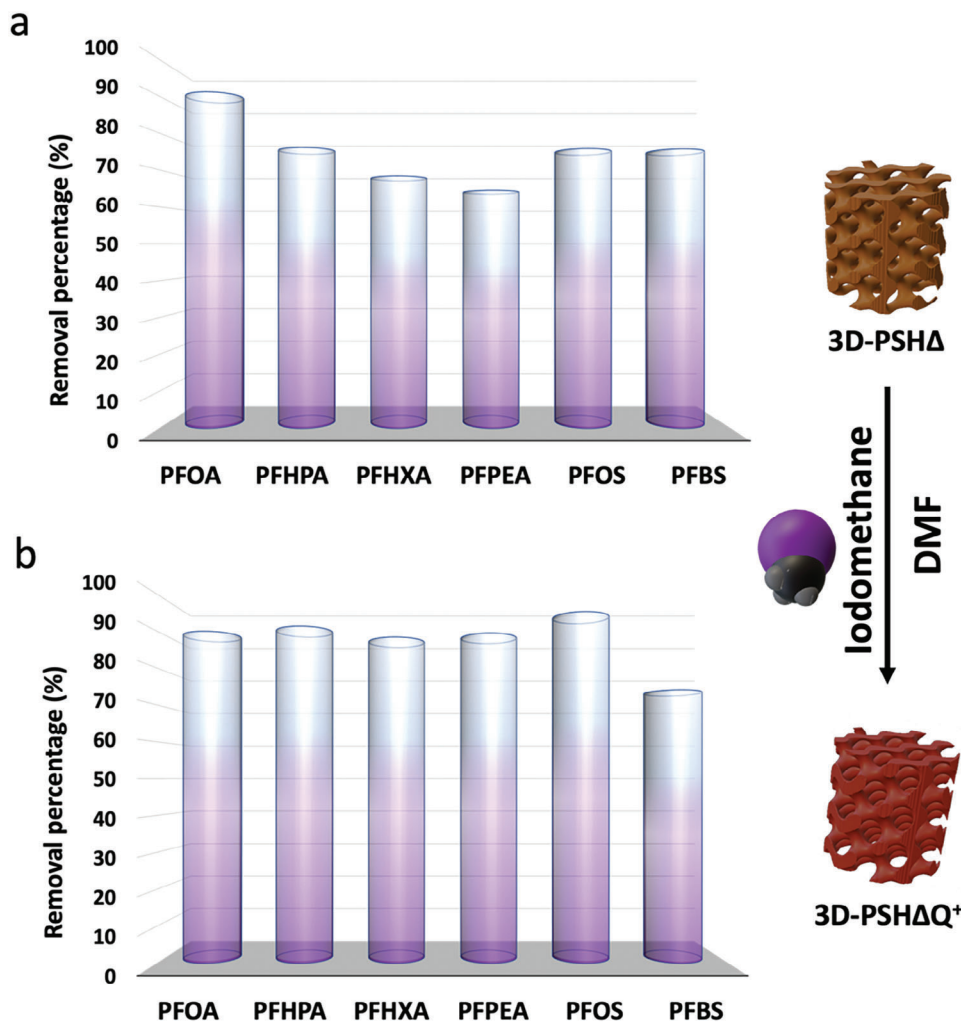 a
Removal percentage (%)
100
90
80
70
60
50
40
30
20
10
0
PFOA PFHPA PFHXA PFPEA PFOS PFBS
3D-PSHΔ
Iodomethane
DMF
b
Removal percentage (%)
100
90
80
70
60
50
40
30
20
10
0
PFOA PFHPA PFHXA PFPEA PFOS PFBS
3D-PSHΔQ⁺